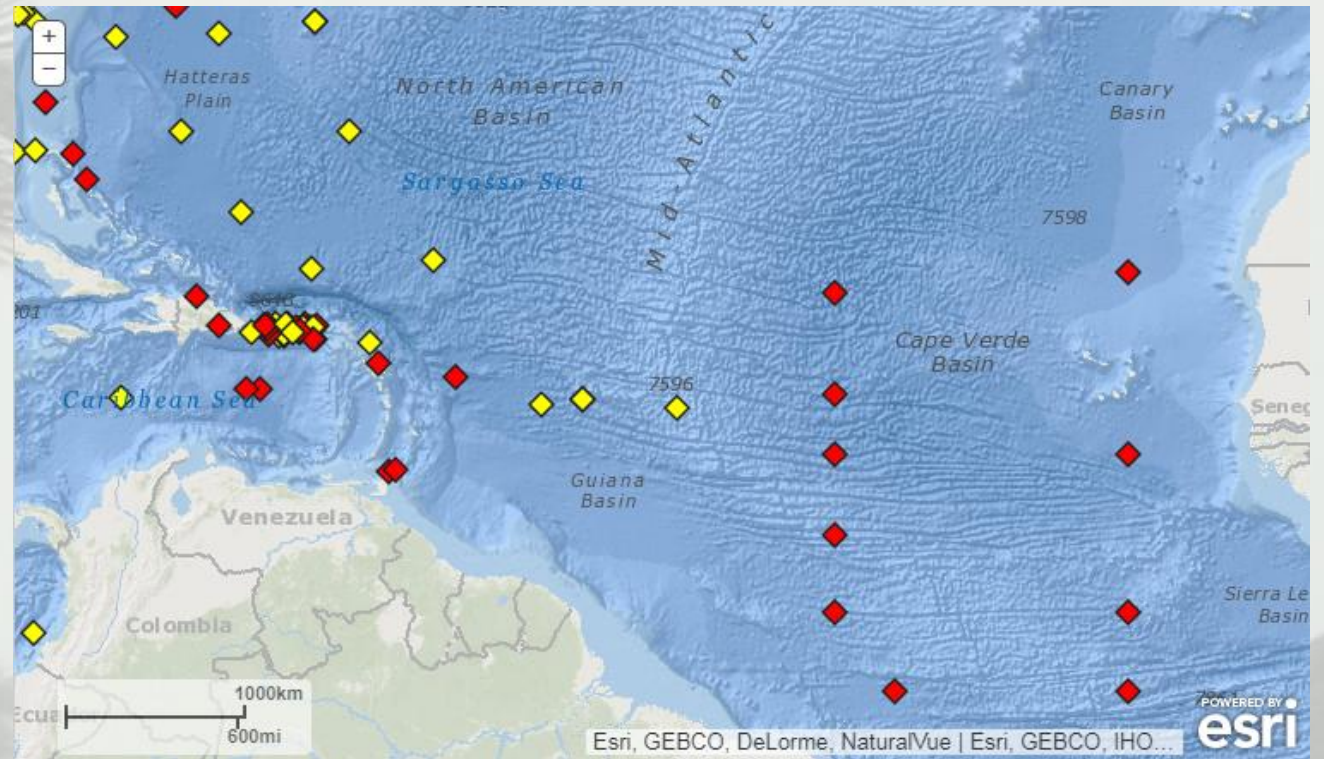 +
−
Hatteras
Plain
North American
Basin
Mid-Atlantic
Canary
Basin
Sargasso Sea
7598
Cape Verde
Basin
7596
Caribbean Sea
Seneg
Guiana
Basin
Venezuela
Colombia
Sierra Le
Basin
1000km
600mi
Ecuador
POWERED BY
esri
Esri, GEBCO, DeLorme, NaturalVue | Esri, GEBCO, IHO...